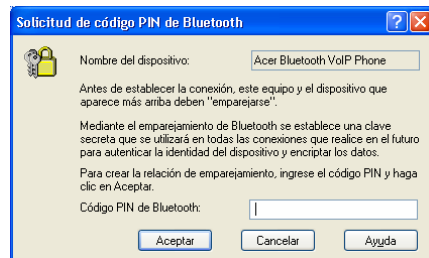 Solicitud de código PIN de Bluetooth
Nombre del dispositivo: Acer Bluetooth VoIP Phone
Antes de establecer la conexión, este equipo y el dispositivo que
aparece más arriba deben "emparejarse".
Mediante el emparejamiento de Bluetooth se establece una clave
secreta que se utilizará en todas las conexiones que realice en el futuro
para autenticar la identidad del dispositivo y encriptar los datos.
Para crear la relación de emparejamiento, ingrese el código PIN y haga
clic en Aceptar.
Código PIN de Bluetooth:
Aceptar Cancelar Ayuda